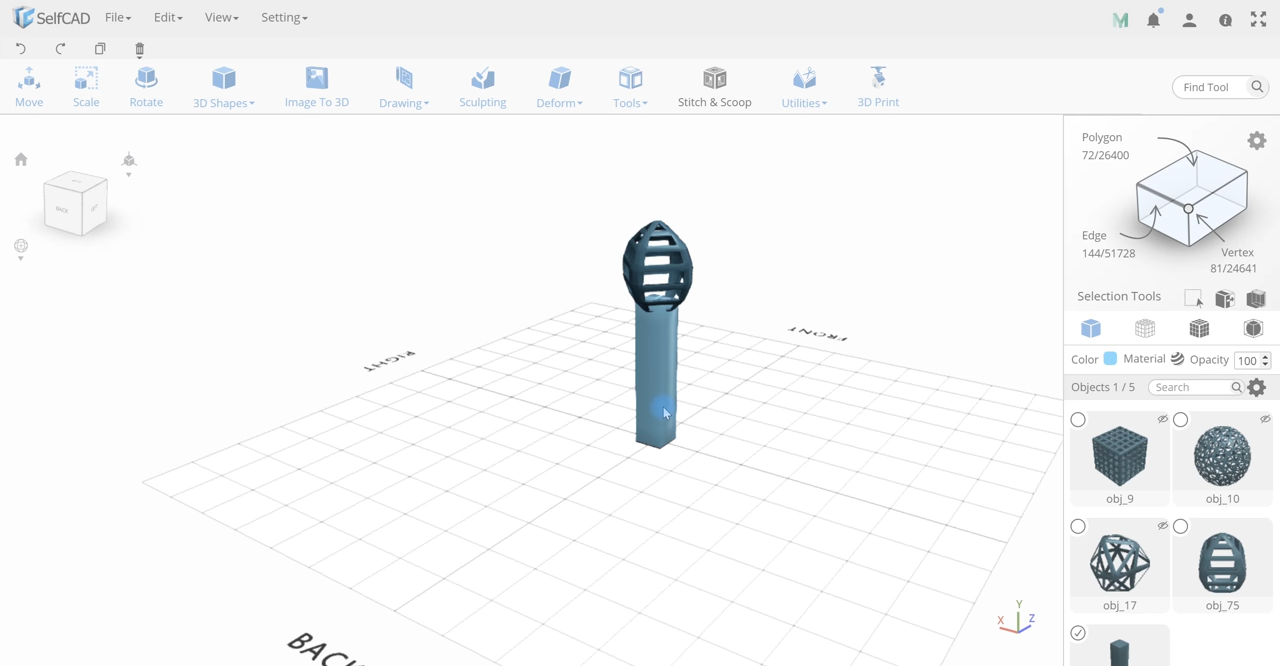 SelfCAD File Edit View Setting
Move Scale Rotate 3D Shapes Image To 3D Drawing Sculpting Deform Tools Stitch & Scoop Utilities 3D Print Find Tool
Polygon
72/26400
Edge
144/51728
Vertex
81/24641
Selection Tools
Color Material Opacity 100
Objects 1 / 5 Search
obj_9 obj_10
obj_17 obj_75
BACK
RIGHT
FRONT
BACK
Y
X Z